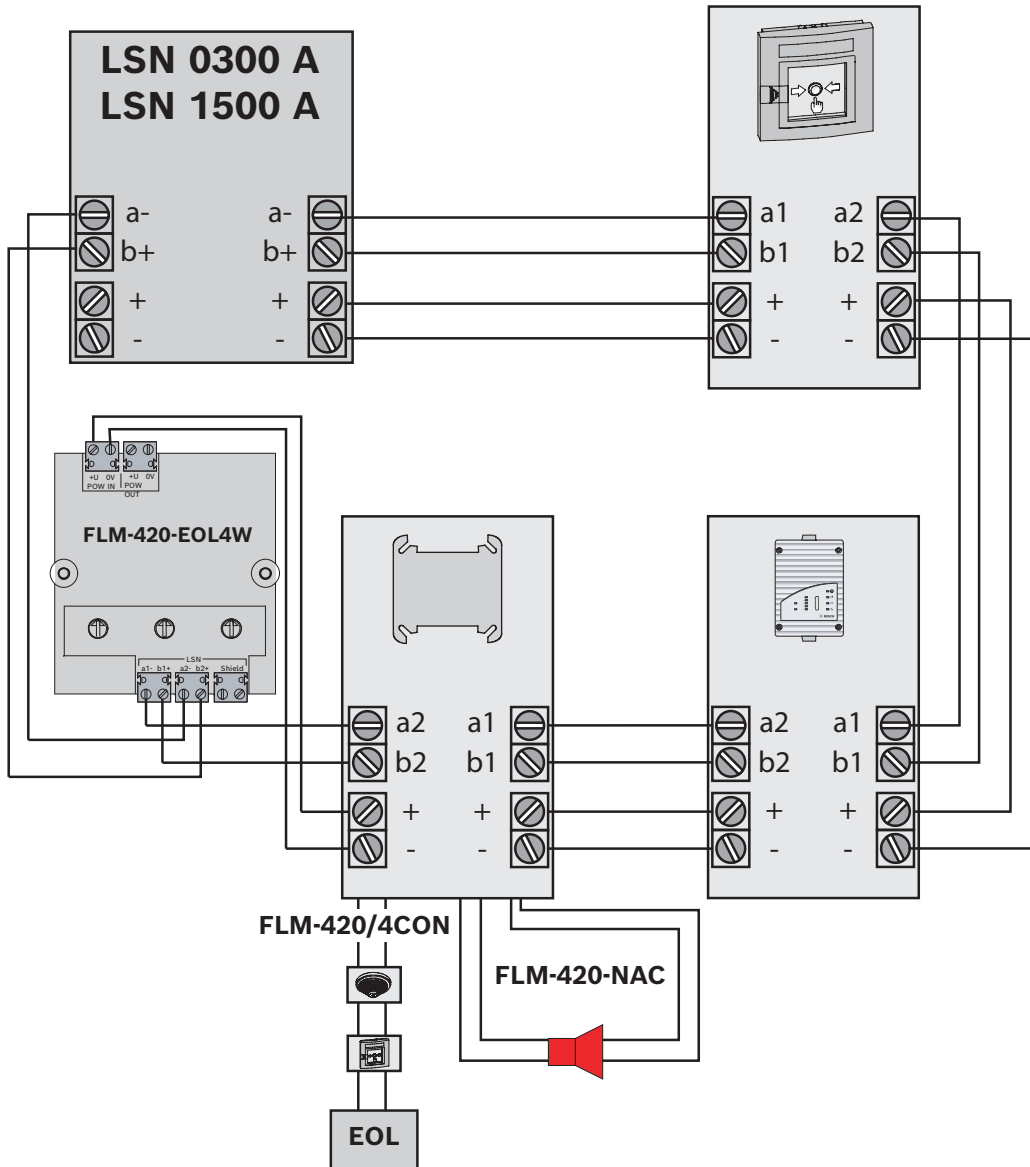 LSN 0300 A
LSN 1500 A
a- a-
b+ b+
+ +
- -
a1 a2
b1 b2
+ +
- -
+U 0V +U 0V
POW IN POW
OUT
FLM-420-EOL4W
LSN
a1- b1+ a2- b2+ Shield
a2 a1
b2 b1
+ +
- -
a2 a1
b2 b1
+ +
- -
FLM-420/4CON
FLM-420-NAC
EOL